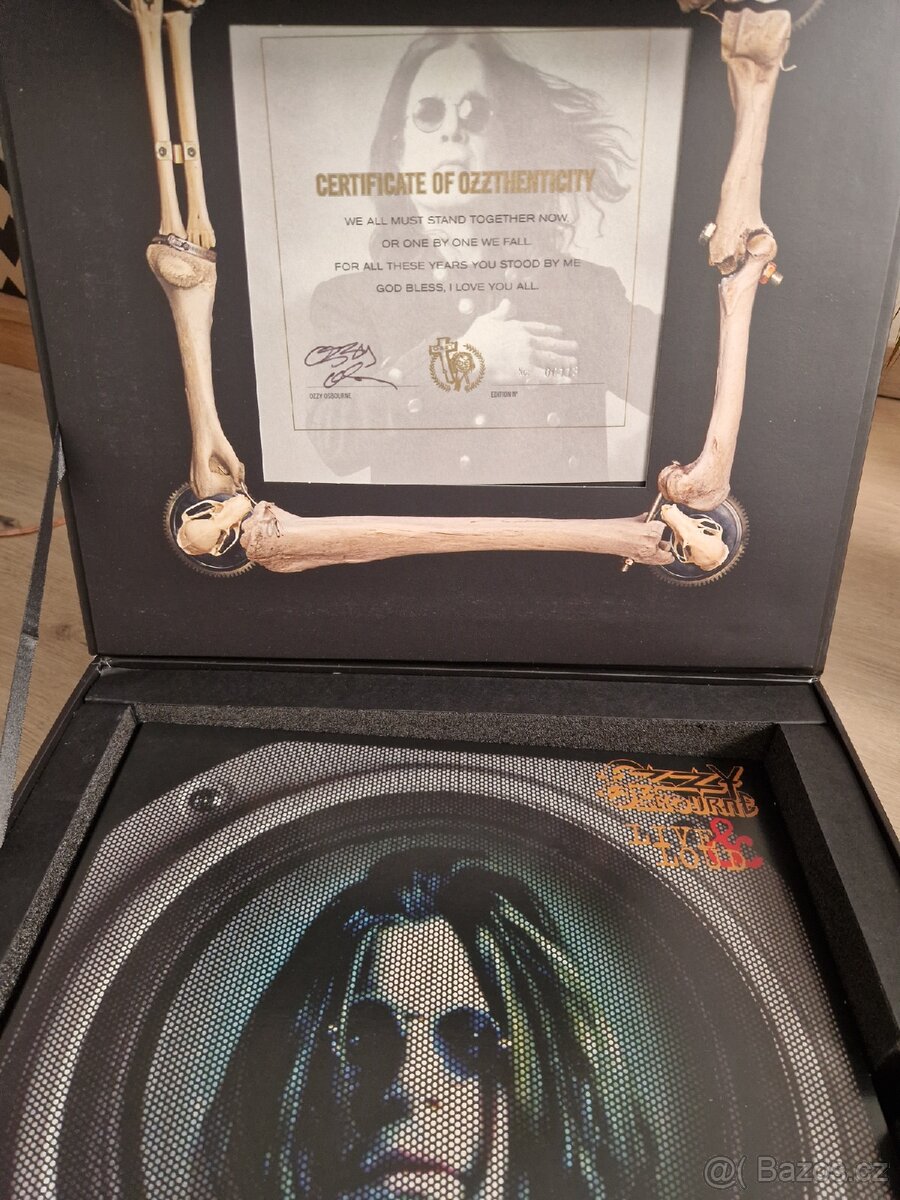 CERTIFICATE OF OZZTHENTICITY
WE ALL MUST STAND TOGETHER NOW,
OR ONE BY ONE WE FALL.
FOR ALL THESE YEARS YOU STOOD BY ME
GOD BLESS, I LOVE YOU ALL.
OZZY OSBOURNE
EDITION Nº
OZZY
OSBOURNE
LIVE &
LOUD
@( Bazos.cz